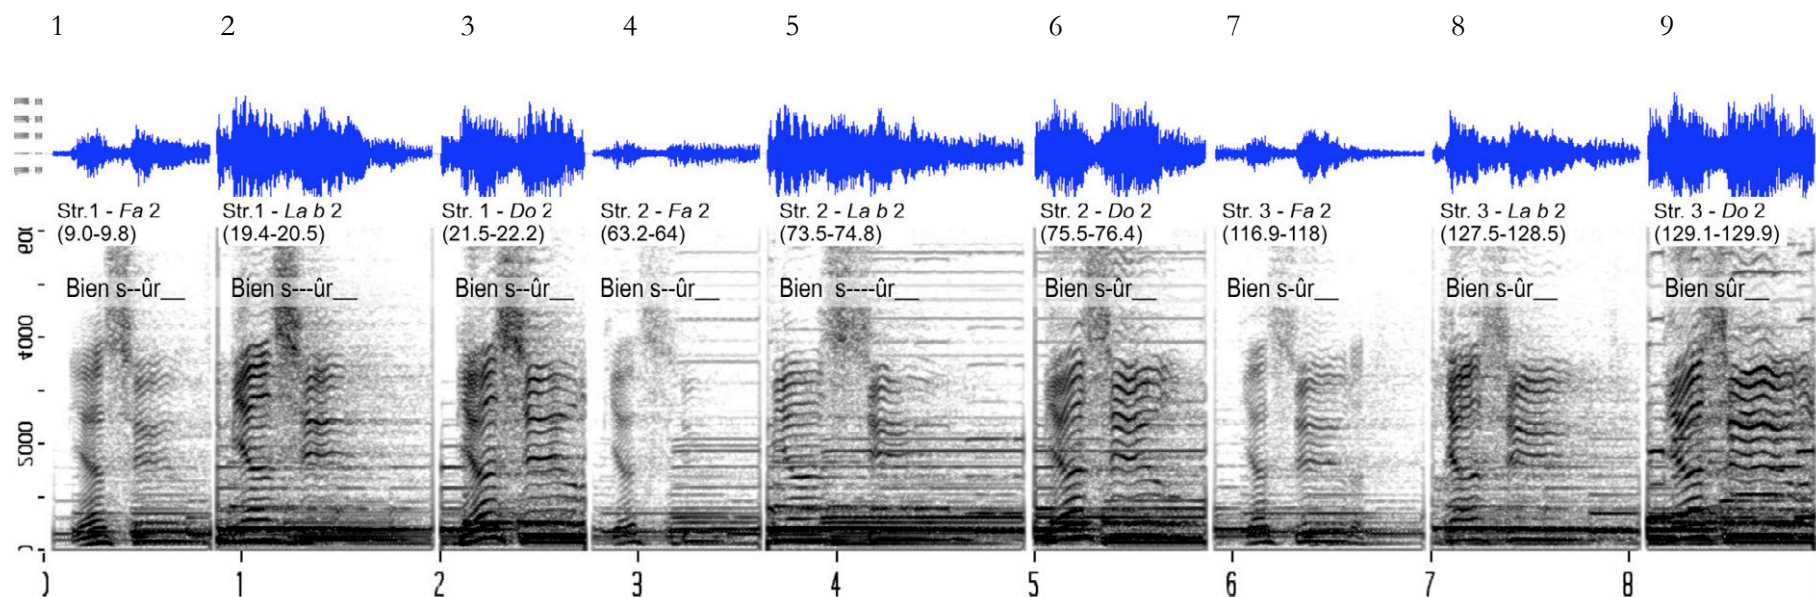 1 2 3 4 5 6 7 8 9
Str.1 - Fa 2 Str.1 - La b 2 Str. 1 - Do 2 Str. 2 - Fa 2 Str. 2 - La b 2 Str. 2 - Do 2 Str. 3 - Fa 2 Str. 3 - La b 2 Str. 3 - Do 2
(9.0-9.8) (19.4-20.5) (21.5-22.2) (63.2-64) (73.5-74.8) (75.5-76.4) (116.9-118) (127.5-128.5) (129.1-129.9)
Bien s--ûr__ Bien s---ûr__ Bien s--ûr__ Bien s--ûr__ Bien s----ûr__ Bien s-ûr__ Bien s-ûr__ Bien s-ûr__ Bien sûr__
4000
1 2 3 4 5 6 7 8